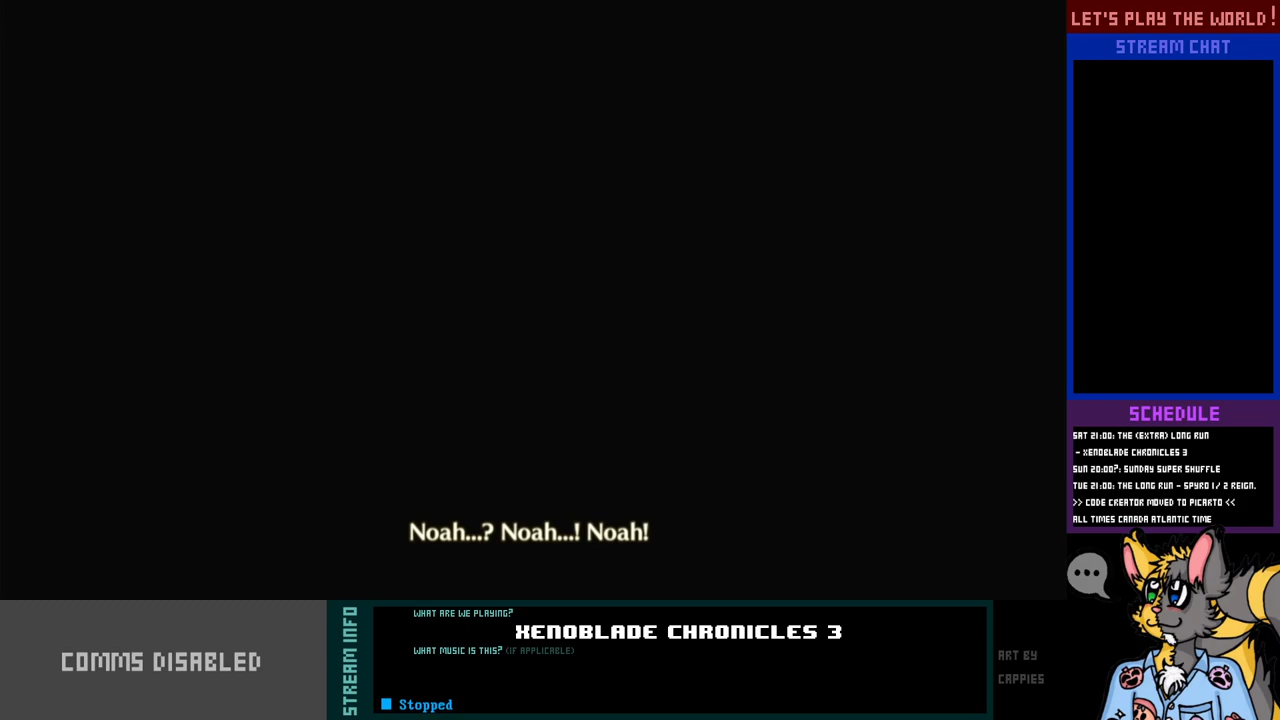 LET'S PLAY THE WORLD!
STREAM CHAT
Noah...? Noah...! Noah!
SCHEDULE
SAT 21:00: THE (EXTRA) LONG RUN
- XENOBLADE CHRONICLES 3
SUN 20:00?: SUNDAY SUPER SHUFFLE
TUE 21:00: THE LONG RUN - SPYRO 1/2 REIGN.
>> CODE CREATOR MOVED TO PICARTO <<
ALL TIMES CANADA ATLANTIC TIME
...
COMMS DISABLED
STREAM INFO
WHAT ARE WE PLAYING?
XENOBLADE CHRONICLES 3
WHAT MUSIC IS THIS? (IF APPLICABLE)
Stopped
ART BY
CAPPIES